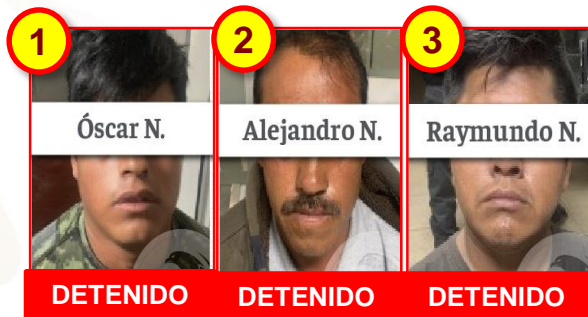 1
2
3
Óscar N.
Alejandro N.
Raymundo N.
DETENIDO
DETENIDO
DETENIDO